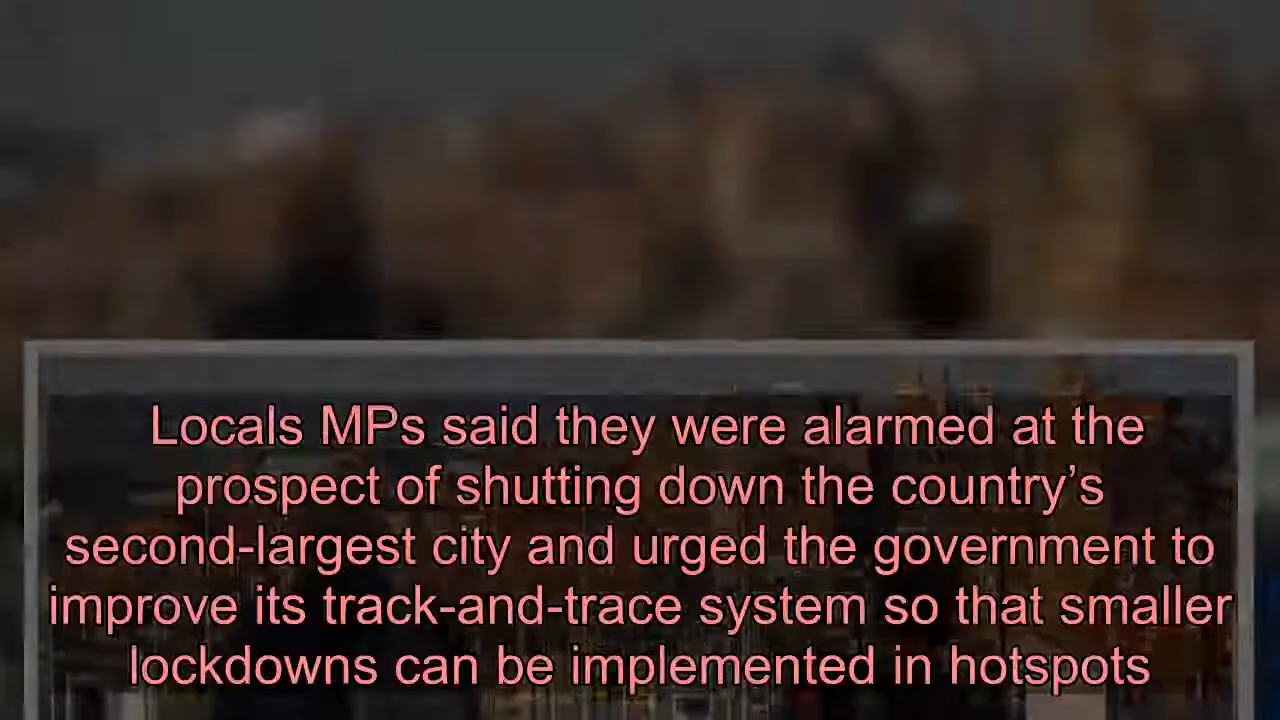 Locals MPs said they were alarmed at the
prospect of shutting down the country’s
second-largest city and urged the government to
improve its track-and-trace system so that smaller
lockdowns can be implemented in hotspots